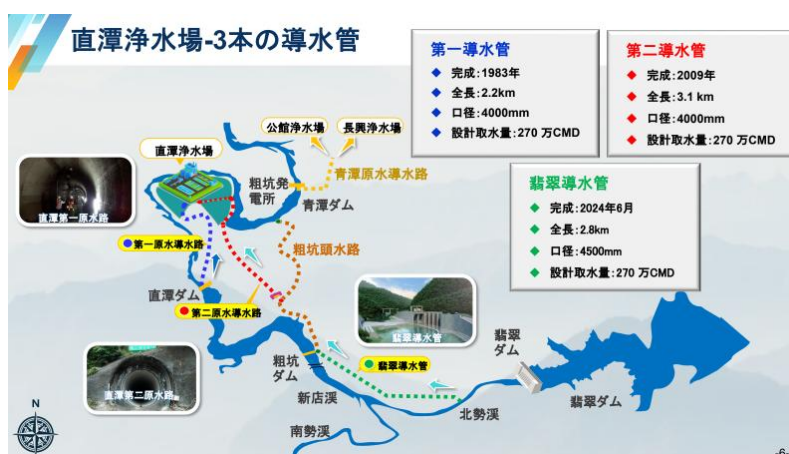 直潭浄水場-3本の導水管
第一導水管
◆ 完成：1983年
◆ 全長：2.2km
◆ 口径：4000mm
◆ 設計取水量：270 万CMD
第二導水管
◆ 完成：2009年
◆ 全長：3.1 km
◆ 口径：4000mm
◆ 設計取水量：270 万CMD
翡翠導水管
◆ 完成：2024年6月
◆ 全長：2.8km
◆ 口径：4500mm
◆ 設計取水量：270 万CMD
公館浄水場
長興浄水場
直潭浄水場
青潭原水導水路
粗坑発
電所
青潭ダム
直潭第一原水路
第一原水導水路
粗坑頭水路
直潭ダム
第二原水導水路
翡翠導水管
直潭第二原水路
粗坑
ダム
翡翠導水管
翡翠
ダム
翡翠ダム
新店渓
北勢渓
南勢渓
N
-6-